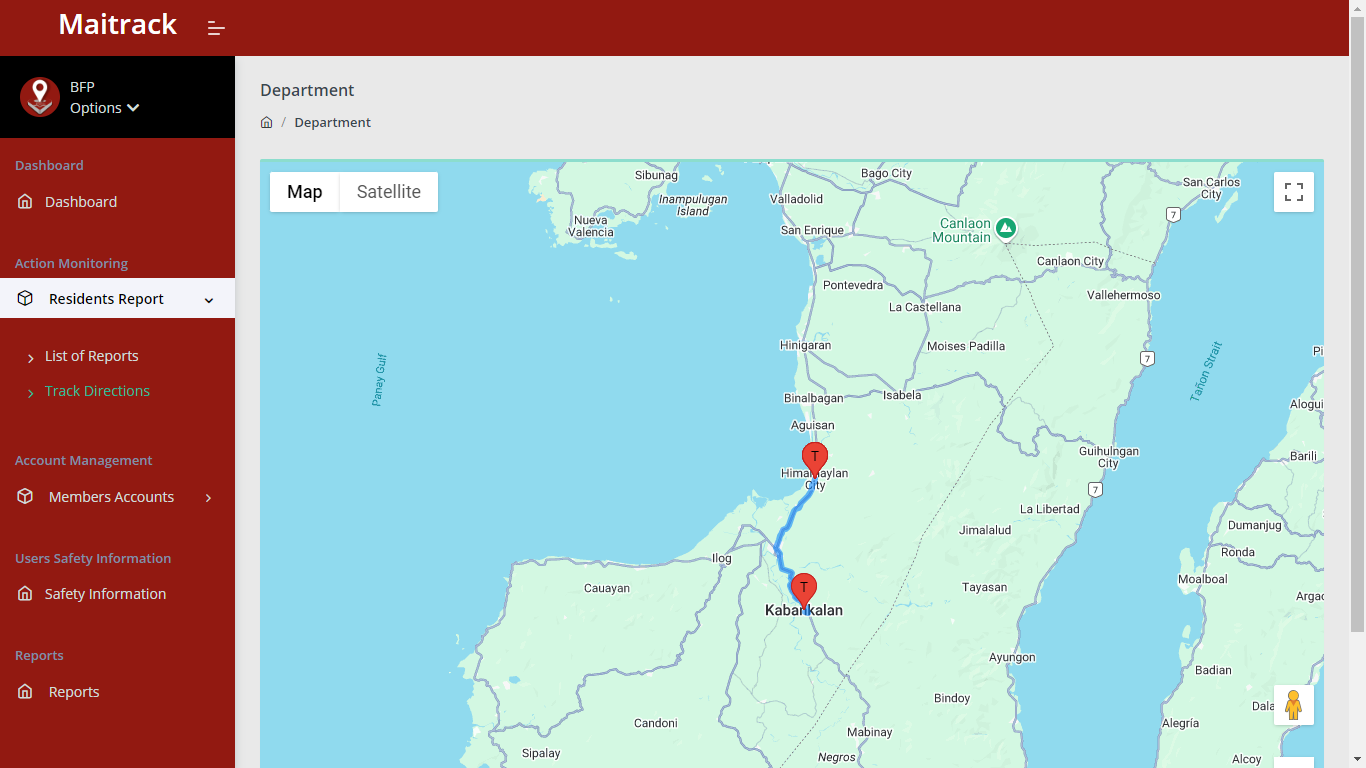 Maitrack
BFP
Options
Dashboard
Dashboard
Action Monitoring
Residents Report
List of Reports
Track Directions
Account Management
Members Accounts
Users Safety Information
Safety Information
Reports
Reports
Department
/ Department
Map
Satellite
Sibunag
Inampulugan
Island
Nueva
Valencia
Bago City
Valladolid
San Enrique
Canlaon
Mountain
San Carlos
City
7
Canlaon City
Pontevedra
La Castellana
Vallehermoso
Hinigaran
Moises Padilla
7
Panay Gulf
Tañon Strait
Pi
Binalbagan
Isabela
Alogui
Aguisan
T
Himamaylan
City
Guihulngan
City
Barili
7
La Libertad
Jimalalud
Dumanjug
Ronda
Ilog
Cauayan
T
Kabankalan
Tayasan
Moalboal
Argao
Ayungon
Badian
Bindoy
Dala
Candoni
Alegría
Mabinay
Sipalay
Negros
Alcoy